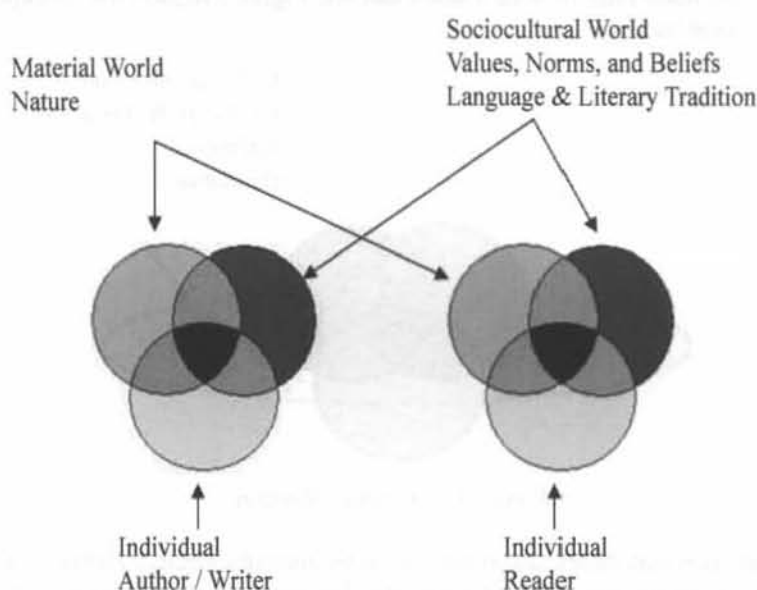 Material World
Nature
Sociocultural World
Values, Norms, and Beliefs
Language & Literary Tradition
Individual
Author / Writer
Individual
Reader